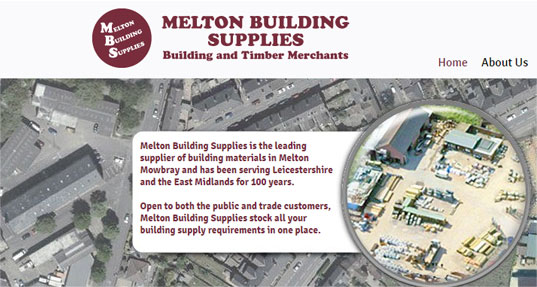 MELTON
BUILDING
SUPPLIES
MELTON BUILDING
SUPPLIES
Building and Timber Merchants
Home About Us
Melton Building Supplies is the leading
supplier of building materials in Melton
Mowbray and has been serving Leicestershire
and the East Midlands for 100 years.
Open to both the public and trade customers,
Melton Building Supplies stock all your
building supply requirements in one place.